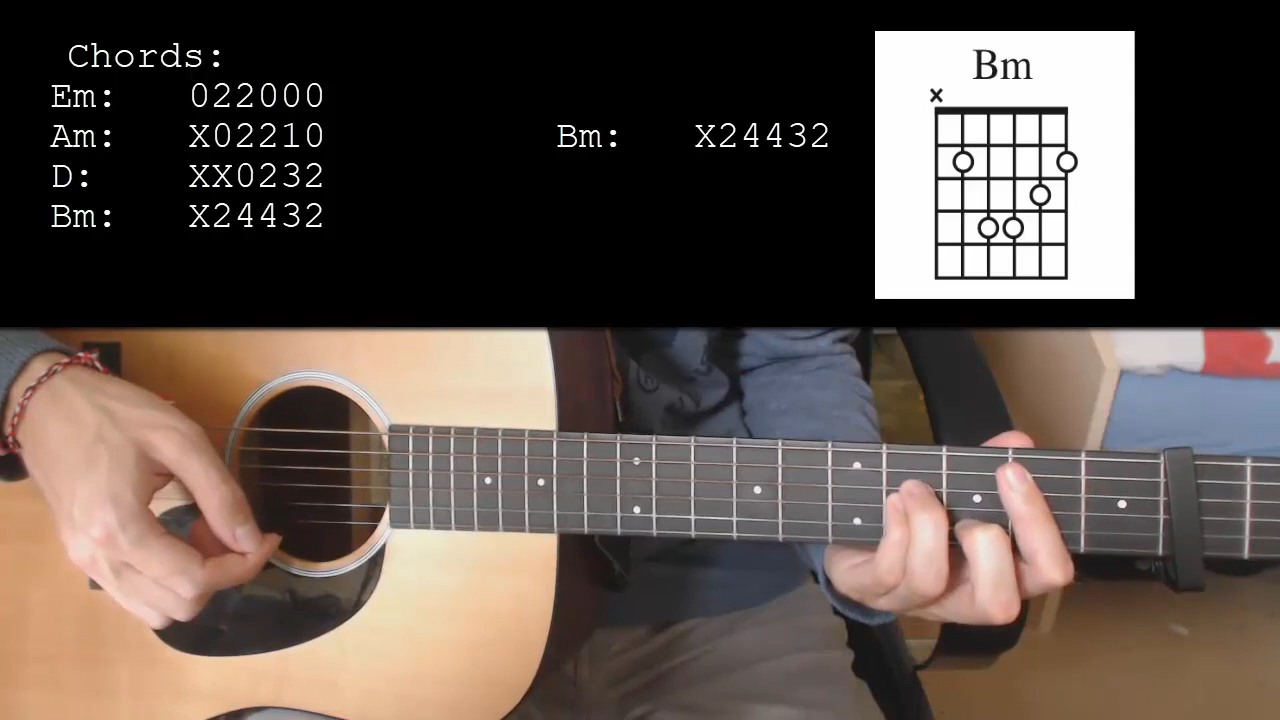 Chords:
Em: 022000
Am: X02210
D: XX0232
Bm: X24432
Bm: X24432
Bm
x